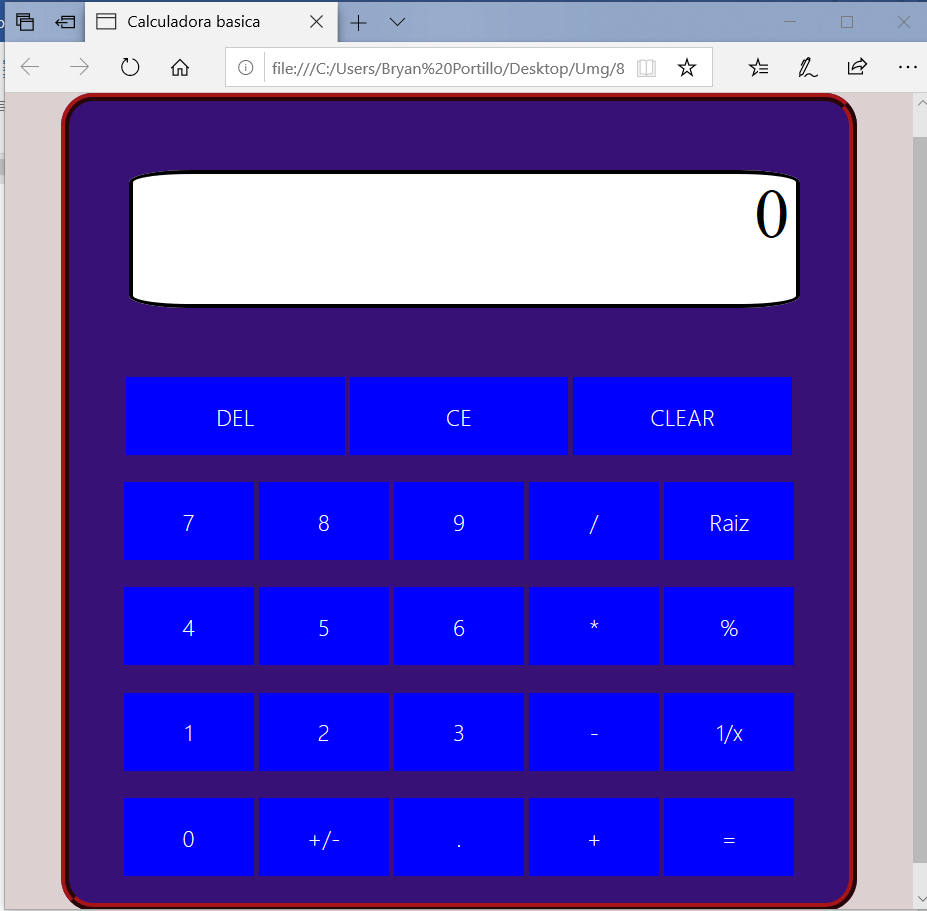 Calculadora basica
file:///C:/Users/Bryan%20Portillo/Desktop/Umg/8
0
DEL CE CLEAR
7 8 9 / Raiz
4 5 6 * %
1 2 3 - 1/x
0 +/- . + =